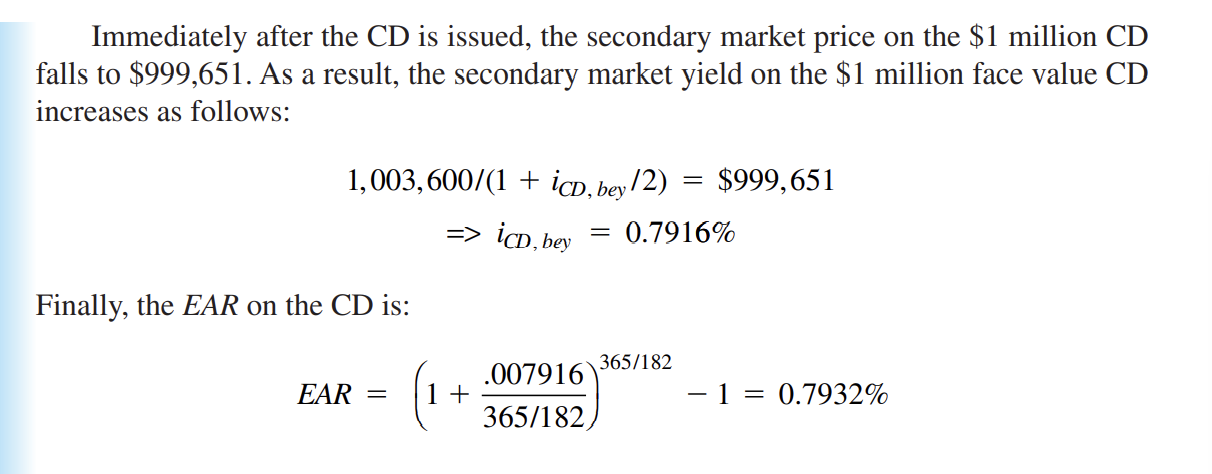 Immediately after the CD is issued, the secondary market price on the $1 million CD
falls to $999,651. As a result, the secondary market yield on the $1 million face value CD
increases as follows:
1,003,600/(1 + i_{CD, bey}/2) = $999,651
=> i_{CD, bey} = 0.7916%
Finally, the EAR on the CD is:
EAR = (1 + .007916/(365/182))^{365/182} − 1 = 0.7932%